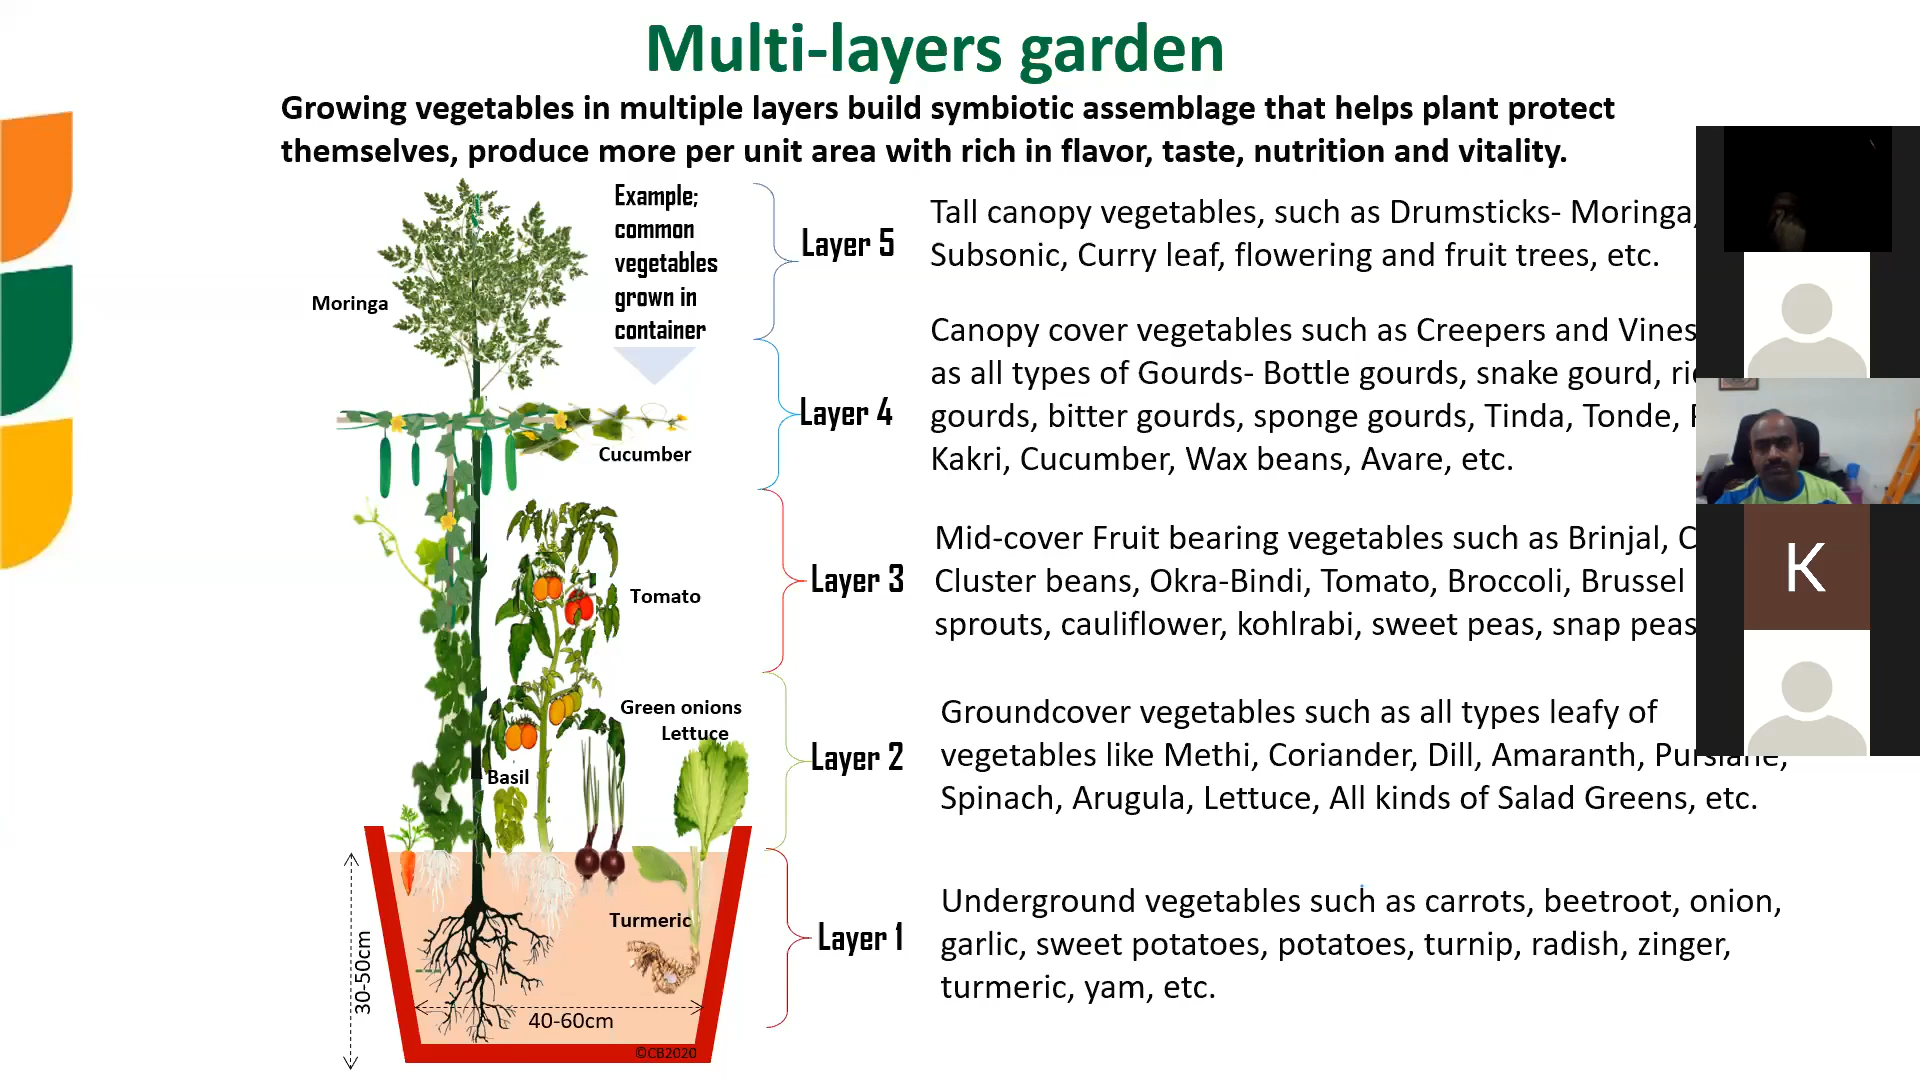 Multi-layers garden
Growing vegetables in multiple layers build symbiotic assemblage that helps plant protect
themselves, produce more per unit area with rich in flavor, taste, nutrition and vitality.
Example;
common
vegetables
grown in
container
Moringa
Cucumber
Tomato
Green onions
Lettuce
Basil
Turmeric
30-50cm
40-60cm
©CB2020
Layer 5
Tall canopy vegetables, such as Drumsticks- Moringa,
Subsonic, Curry leaf, flowering and fruit trees, etc.
Layer 4
Canopy cover vegetables such as Creepers and Vines
as all types of Gourds- Bottle gourds, snake gourd,
gourds, bitter gourds, sponge gourds, Tinda, Tonde,
Kakri, Cucumber, Wax beans, Avare, etc.
Layer 3
Mid-cover Fruit bearing vegetables such as Brinjal,
Cluster beans, Okra-Bindi, Tomato, Broccoli, Brussel
sprouts, cauliflower, kohlrabi, sweet peas, snap peas
Layer 2
Groundcover vegetables such as all types leafy of
vegetables like Methi, Coriander, Dill, Amaranth, Purslane,
Spinach, Arugula, Lettuce, All kinds of Salad Greens, etc.
Layer 1
Underground vegetables such as carrots, beetroot, onion,
garlic, sweet potatoes, potatoes, turnip, radish, zinger,
turmeric, yam, etc.
K